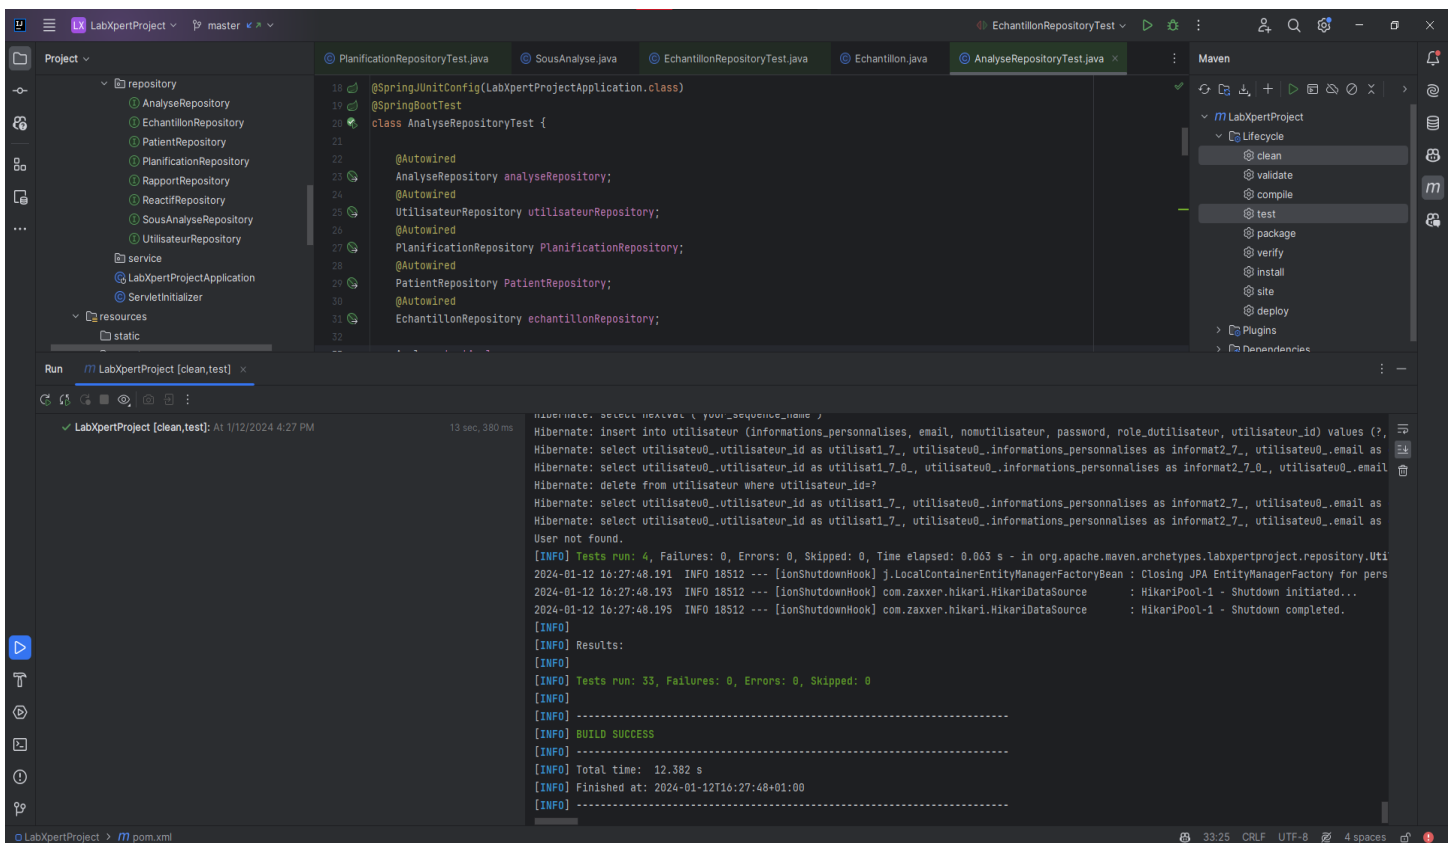 LX LabXpertProject master EchantillonRepositoryTest
Project
repository
AnalyseRepository
EchantillonRepository
PatientRepository
PlanificationRepository
RapportRepository
ReactifRepository
SousAnalyseRepository
UtilisateurRepository
service
LabXpertProjectApplication
ServletInitializer
resources
static
PlanificationRepositoryTest.java SousAnalyse.java EchantillonRepositoryTest.java Echantillon.java AnalyseRepositoryTest.java
18 @SpringJUnitConfig(LabXpertProjectApplication.class)
19 @SpringBootTest
20 class AnalyseRepositoryTest {
21
22 @Autowired
23 AnalyseRepository analyseRepository;
24 @Autowired
25 UtilisateurRepository utilisateurRepository;
26 @Autowired
27 PlanificationRepository PlanificationRepository;
28 @Autowired
29 PatientRepository PatientRepository;
30 @Autowired
31 EchantillonRepository echantillonRepository;
32
Maven
LabXpertProject
Lifecycle
clean
validate
compile
test
package
verify
install
site
deploy
Plugins
Dependencies
Run LabXpertProject [clean,test]
LabXpertProject [clean,test]: At 1/12/2024 4:27 PM 13 sec, 380 ms
Hibernate: select nextval ('your_sequence_name')
Hibernate: insert into utilisateur (informations_personnalises, email, nomutilisateur, password, role_dutilisateur, utilisateur_id) values (?,
Hibernate: select utilisateu0_.utilisateur_id as utilisat1_7_, utilisateu0_.informations_personnalises as informat2_7_, utilisateu0_.email as
Hibernate: select utilisateu0_.utilisateur_id as utilisat1_7_0_, utilisateu0_.informations_personnalises as informat2_7_0_, utilisateu0_.email
Hibernate: delete from utilisateur where utilisateur_id=?
Hibernate: select utilisateu0_.utilisateur_id as utilisat1_7_, utilisateu0_.informations_personnalises as informat2_7_, utilisateu0_.email as
Hibernate: select utilisateu0_.utilisateur_id as utilisat1_7_, utilisateu0_.informations_personnalises as informat2_7_, utilisateu0_.email as
User not found.
[INFO] Tests run: 4, Failures: 0, Errors: 0, Skipped: 0, Time elapsed: 0.063 s - in org.apache.maven.archetypes.labxpertproject.repository.Uti
2024-01-12 16:27:48.191 INFO 18512 --- [ionShutdownHook] j.LocalContainerEntityManagerFactoryBean : Closing JPA EntityManagerFactory for pers
2024-01-12 16:27:48.193 INFO 18512 --- [ionShutdownHook] com.zaxxer.hikari.HikariDataSource : HikariPool-1 - Shutdown initiated...
2024-01-12 16:27:48.195 INFO 18512 --- [ionShutdownHook] com.zaxxer.hikari.HikariDataSource : HikariPool-1 - Shutdown completed.
[INFO]
[INFO] Results:
[INFO]
[INFO] Tests run: 33, Failures: 0, Errors: 0, Skipped: 0
[INFO]
[INFO] ------------------------------------------------------------------------
[INFO] BUILD SUCCESS
[INFO] ------------------------------------------------------------------------
[INFO] Total time: 12.382 s
[INFO] Finished at: 2024-01-12T16:27:48+01:00
[INFO] ------------------------------------------------------------------------
LabXpertProject > pom.xml 33:25 CRLF UTF-8 4 spaces